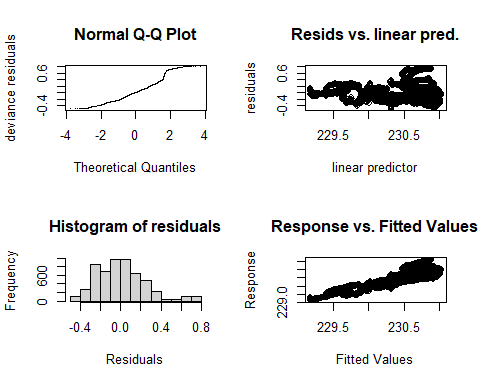 Normal Q-Q Plot
deviance residuals
-0.4 0.6
-4 -2 0 2 4
Theoretical Quantiles
Resids vs. linear pred.
residuals
-0.4 0.6
229.5 230.5
linear predictor
Histogram of residuals
Frequency
0 600
-0.4 0.0 0.4 0.8
Residuals
Response vs. Fitted Values
Response
229.0
229.5 230.5
Fitted Values